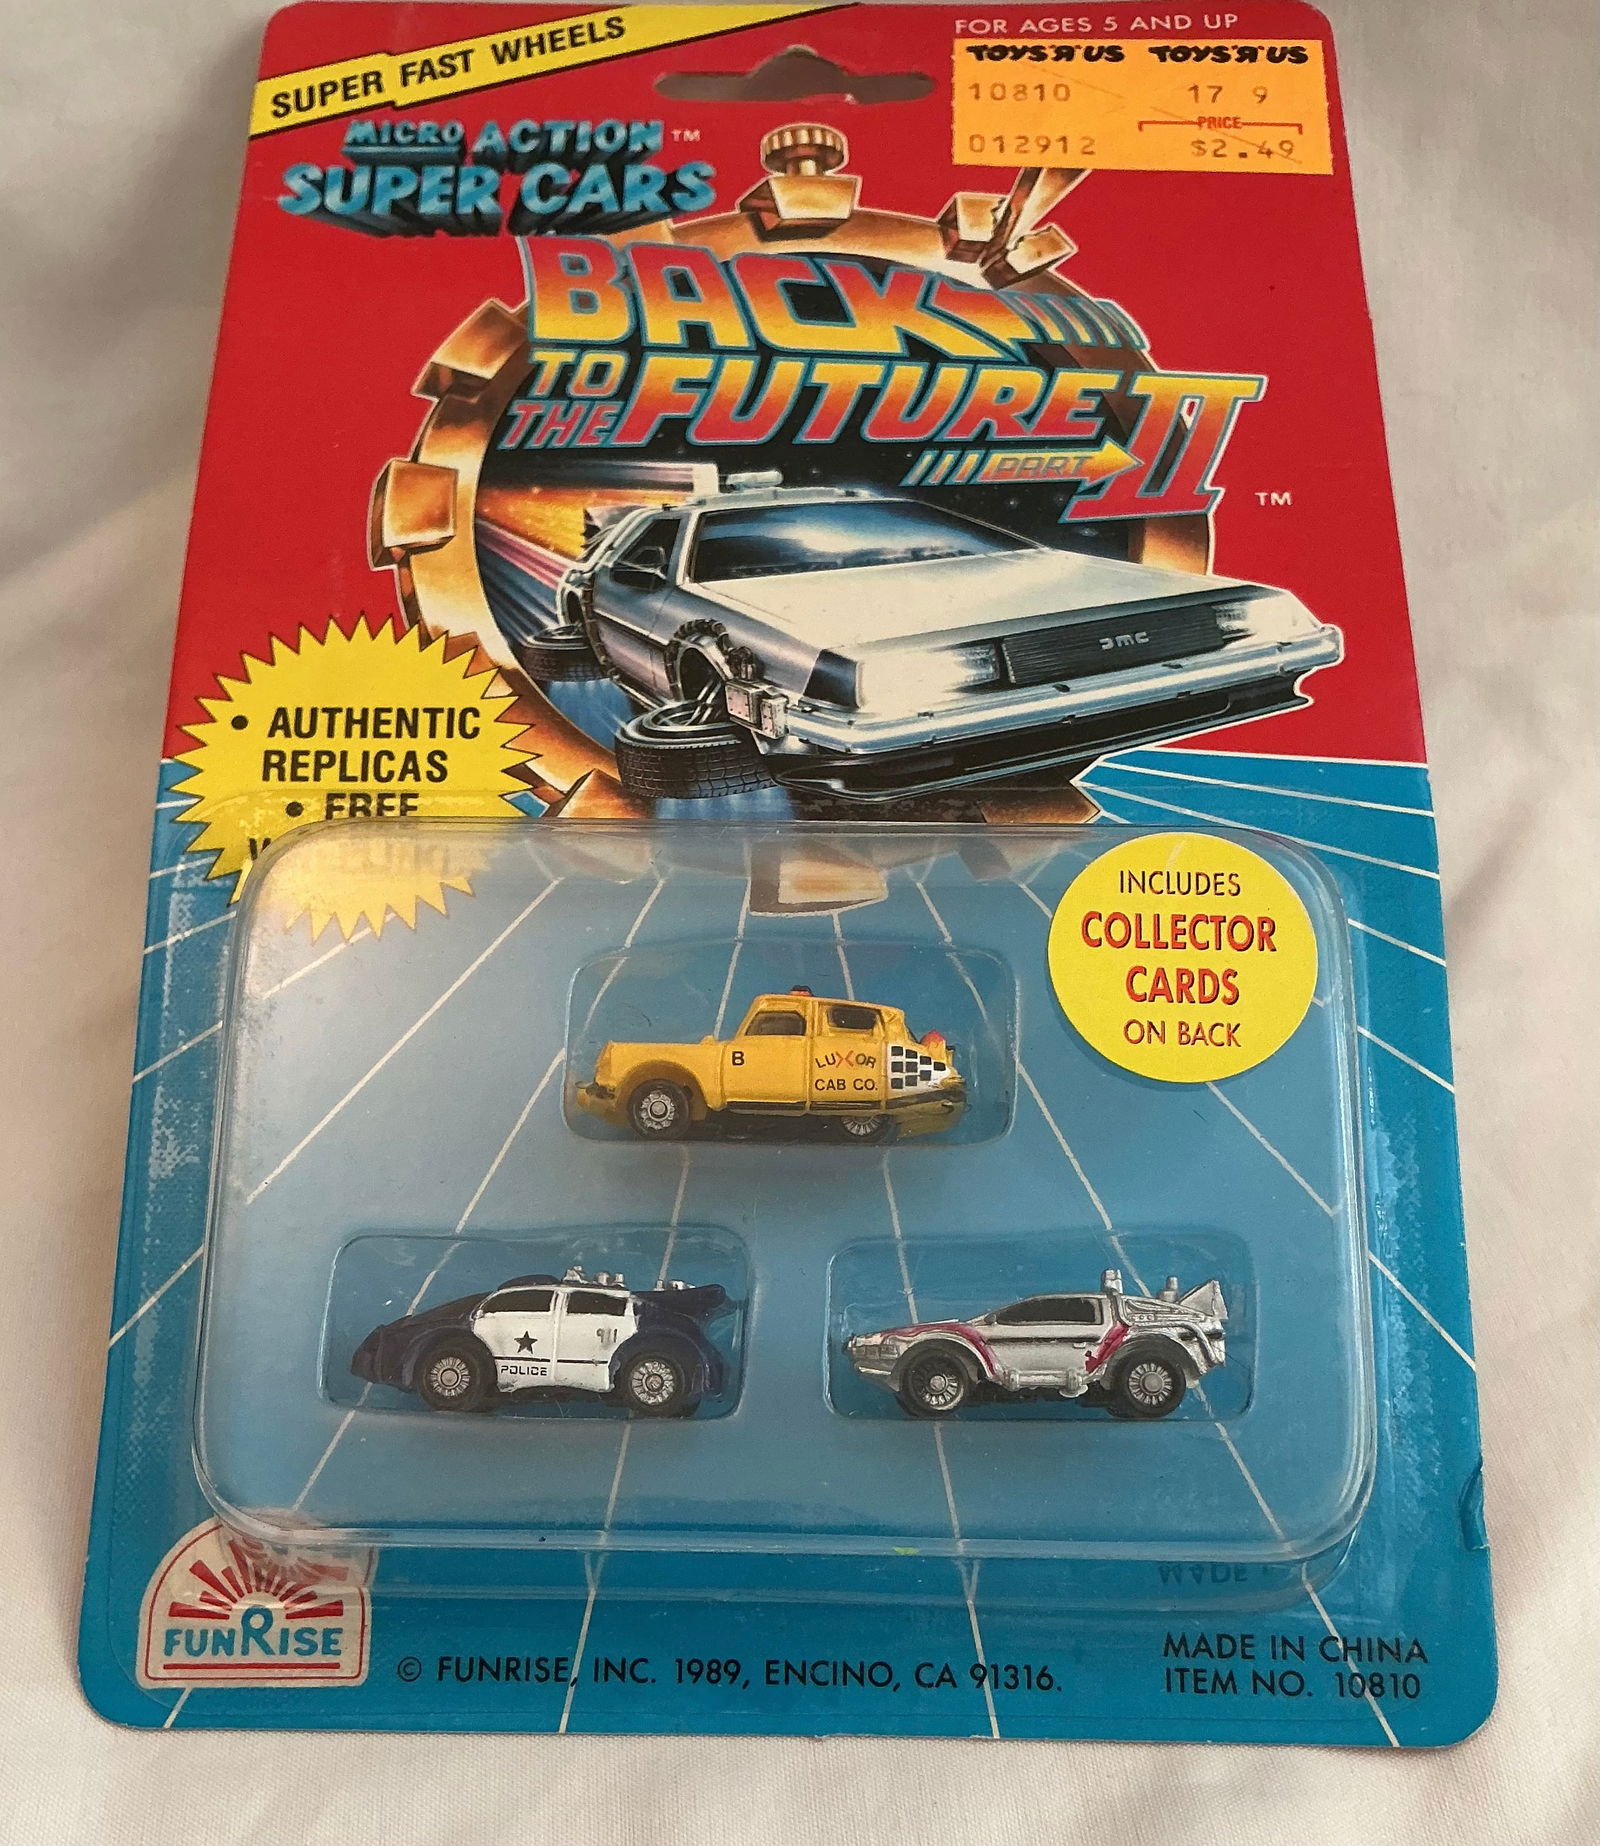 SUPER FAST WHEELS
FOR AGES 5 AND UP
TOYS"R"US TOYS"R"US
10810 17 9
PRICE
012912 $2.49
MICRO ACTION™
SUPER CARS
BACK
TO
THE FUTURE
PART II ™
DMC
• AUTHENTIC
REPLICAS
• FREE
INCLUDES
COLLECTOR
CARDS
ON BACK
B
LUXOR
CAB CO.
911
POLICE
FUNRISE
© FUNRISE, INC. 1989, ENCINO, CA 91316.
MADE IN CHINA
ITEM NO. 10810